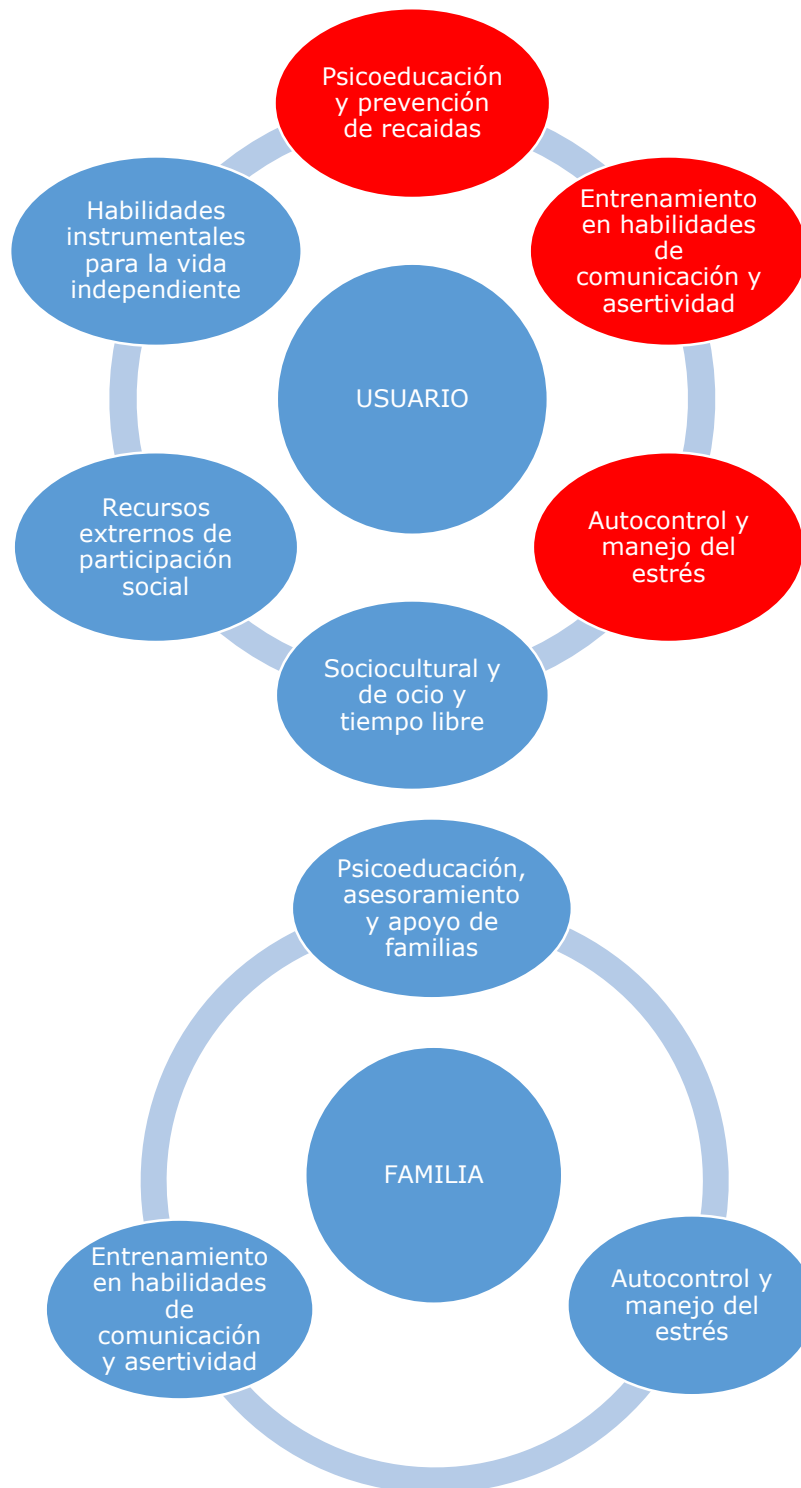 Psicoeducación
y prevención
de recaidas
Entrenamiento
en habilidades
de
comunicación y
asertividad
Autocontrol y
manejo del
estrés
Sociocultural y
de ocio y
tiempo libre
Recursos
extrernos de
participación
social
Habilidades
instrumentales
para la vida
independiente
USUARIO
Psicoeducación,
asesoramiento
y apoyo de
familias
Autocontrol y
manejo del
estrés
Entrenamiento
en habilidades
de
comunicación
y asertividad
FAMILIA